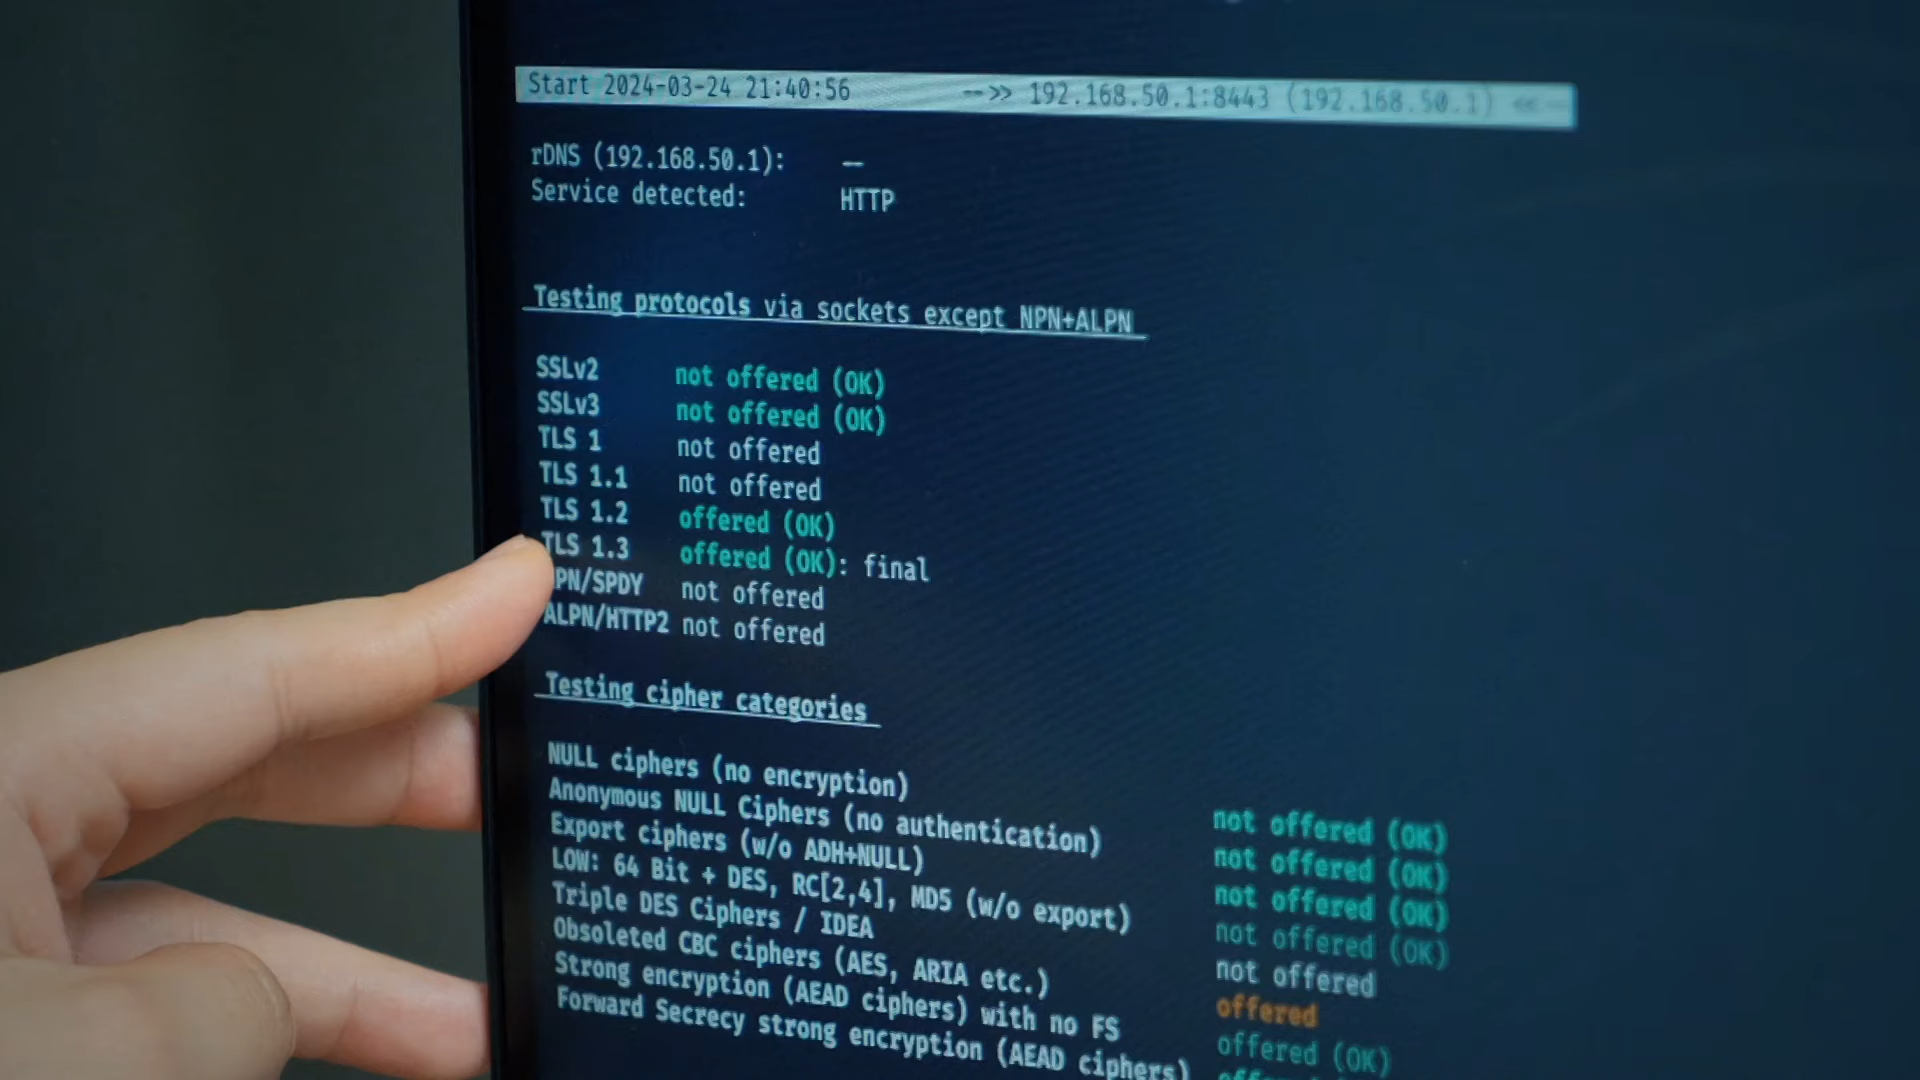 Start 2024-03-24 21:40:56 -->> 192.168.50.1:8443 (192.168.50.1) <<--
rDNS (192.168.50.1): --
Service detected: HTTP
Testing protocols via sockets except NPN+ALPN
SSLv2 not offered (OK)
SSLv3 not offered (OK)
TLS 1 not offered
TLS 1.1 not offered
TLS 1.2 offered (OK)
TLS 1.3 offered (OK): final
PN/SPDY not offered
ALPN/HTTP2 not offered
Testing cipher categories
NULL ciphers (no encryption) not offered (OK)
Anonymous NULL Ciphers (no authentication) not offered (OK)
Export ciphers (w/o ADH+NULL) not offered (OK)
LOW: 64 Bit + DES, RC[2,4], MD5 (w/o export) not offered (OK)
Triple DES Ciphers / IDEA not offered
Obsoleted CBC ciphers (AES, ARIA etc.) offered
Strong encryption (AEAD ciphers) with no FS offered (OK)
Forward Secrecy strong encryption (AEAD ciphers)